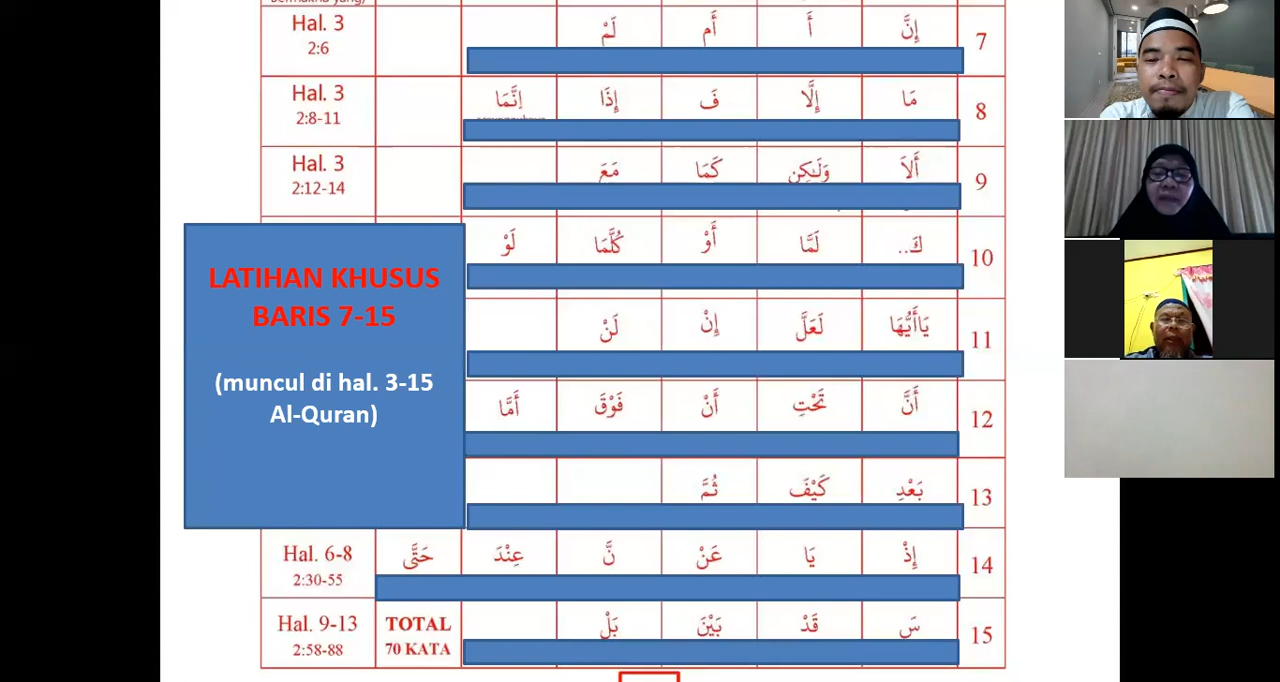 Hal. 3
2:6
إِنَّ أَ أَم لَمْ 7
Hal. 3
2:8-11
مَا إِلَّا فَ إِذَا إِنَّمَا 8
Hal. 3
2:12-14
أَلاَ وَلَـٰكِن كَمَا مَعَ 9
كَ.. لَمَّا أَوْ كُلَّمَا لَوْ 10
LATIHAN KHUSUS
BARIS 7-15
(muncul di hal. 3-15
Al-Quran)
يَاأَيُّهَا لَعَلَّ إِنْ لَنْ 11
أَنَّ تَحْتِ أَنْ فَوْقَ أَمَّا 12
بَعْدِ كَيْفَ ثُمَّ 13
Hal. 6-8
2:30-55
إِذْ يَا عَنْ نَّ عِنْدَ حَتَّى 14
Hal. 9-13
2:58-88
TOTAL
70 KATA
سَ قَدْ بَيْنَ بَلْ 15